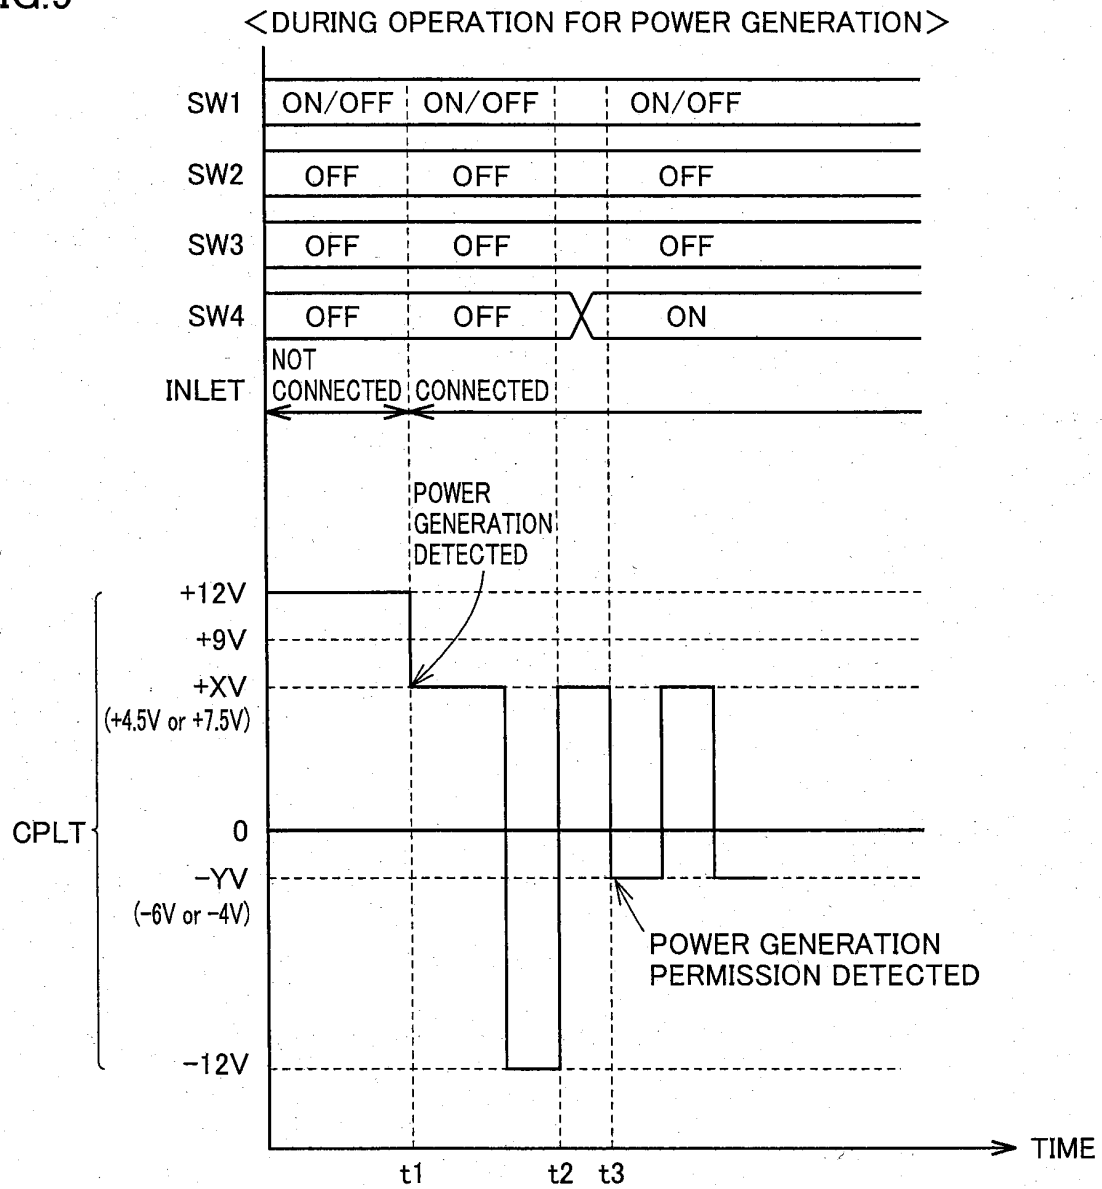 FIG.9
<DURING OPERATION FOR POWER GENERATION>
SW1 ON/OFF ON/OFF ON/OFF
SW2 OFF OFF OFF
SW3 OFF OFF OFF
SW4 OFF OFF ON
NOT
INLET CONNECTED CONNECTED
POWER
GENERATION
DETECTED
+12V
+9V
+XV
(+4.5V or +7.5V)
CPLT 0
−YV
(−6V or −4V)
POWER GENERATION
PERMISSION DETECTED
−12V
TIME
t1 t2 t3